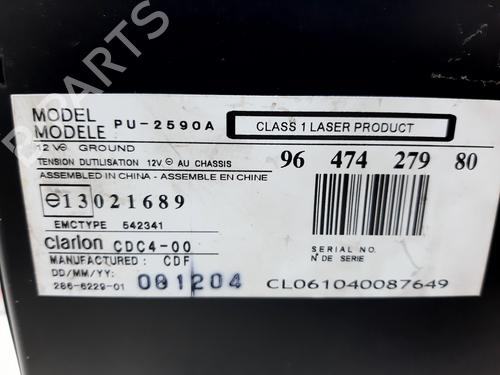 MODEL
MODELE PU-2590A
CLASS 1 LASER PRODUCT
12 V⊖ GROUND
TENSION DUTILISATION 12V ⊖ AU CHASSIS
96 474 279 80
ASSEMBLED IN CHINA - ASSEMBLE EN CHINE
⊖13021689
EMCTYPE 542341
clarion CDC4-00
MANUFACTURED: CDF
DD/MM/YY:
286-6229-01 081204
SERIAL NO.
N° DE SERIE
CL061040087649